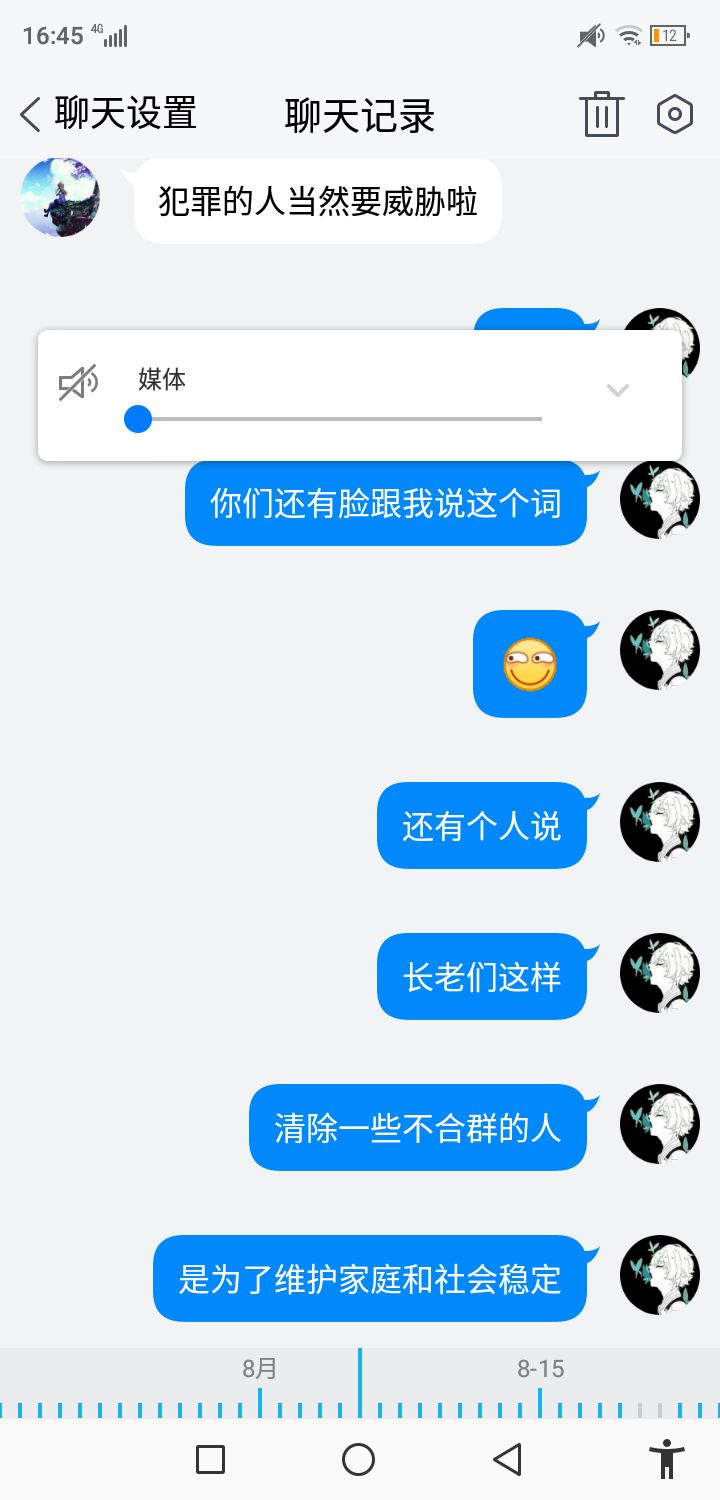 16:45 4G 12
聊天设置 聊天记录
犯罪的人当然要威胁啦
媒体
你们还有脸跟我说这个词
还有个人说
长老们这样
清除一些不合群的人
是为了维护家庭和社会稳定
8月 8-15